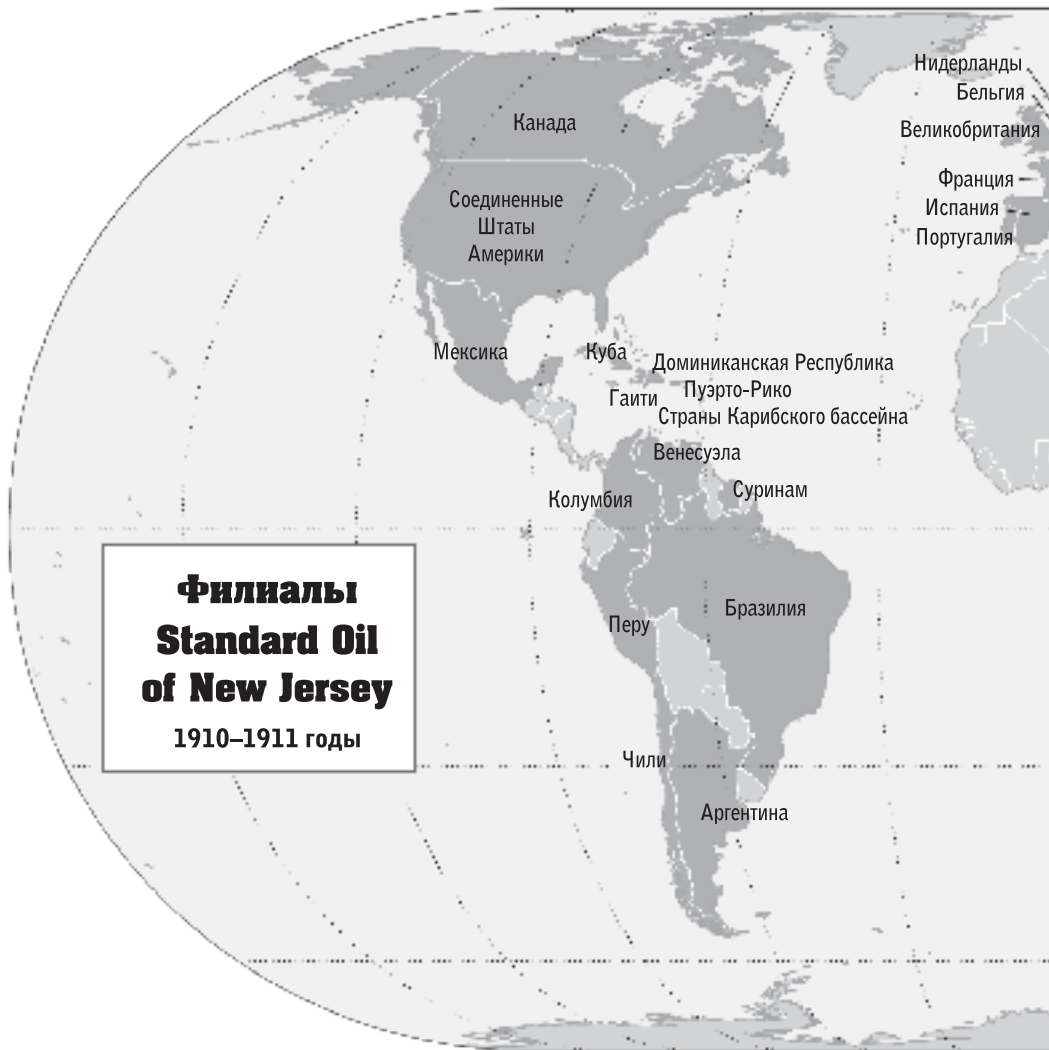 Нидерланды
Бельгия
Великобритания
Канада
Франция
Соединенные
Штаты
Америки
Испания
Португалия
Мексика
Куба
Доминиканская Республика
Пуэрто-Рико
Гаити
Страны Карибского бассейна
Венесуэла
Суринам
Колумбия
Филиалы
Standard Oil
of New Jersey
1910–1911 годы
Бразилия
Перу
Чили
Аргентина